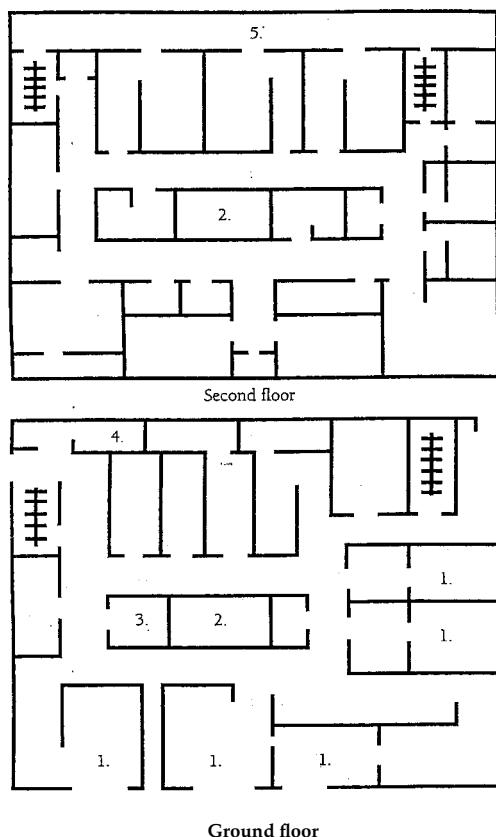 5.
2.
Second floor
4.
1.
3. 2.
1.
1. 1. 1.
Ground floor